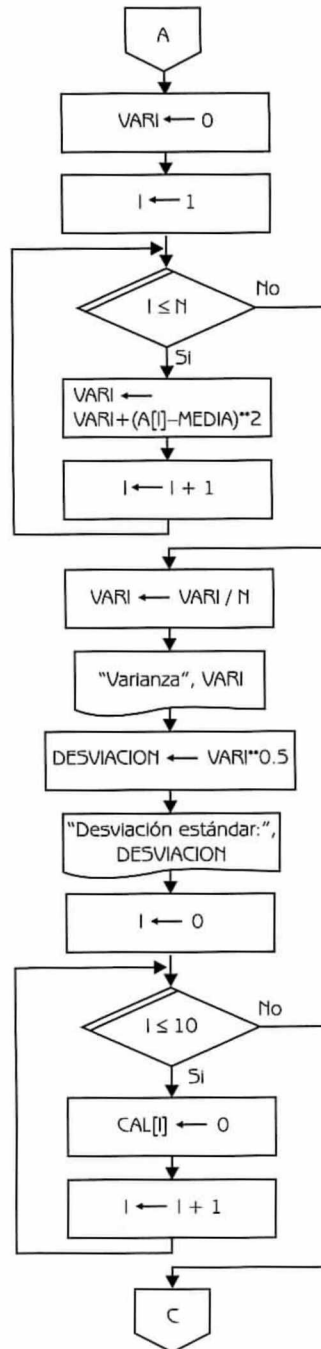 A
VARI ← 0
I ← 1
I ≤ N
No
Si
VARI ←
VARI+(A[I]–MEDIA)**2
I ← I + 1
VARI ← VARI / N
"Varianza", VARI
DESVIACION ← VARI**0.5
"Desviación estándar:",
DESVIACION
I ← 0
I ≤ 10
No
Si
CAL[I] ← 0
I ← I + 1
C